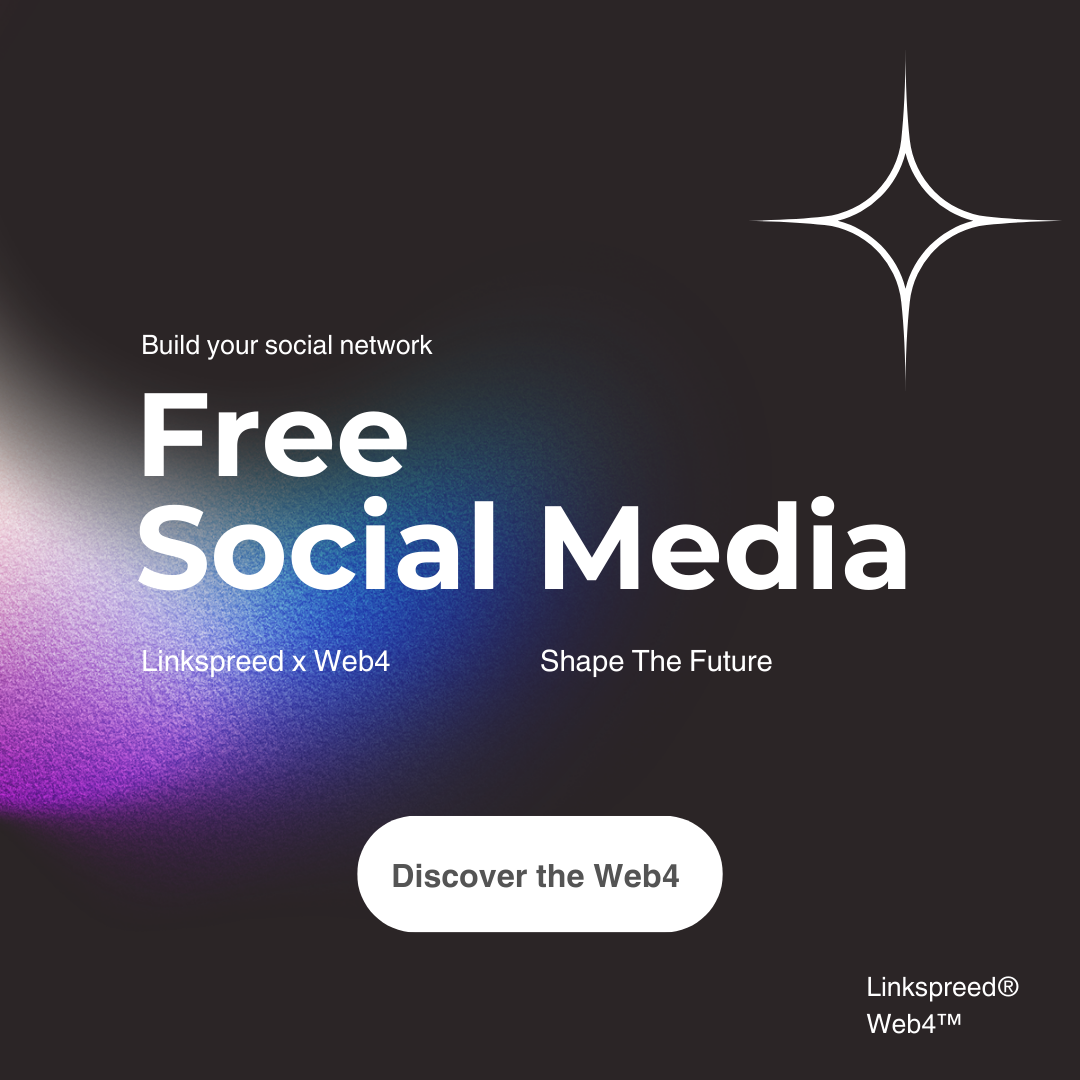 Build your social network
Free
Social Media
Linkspreed x Web4
Shape The Future
Discover the Web4
Linkspreed®
Web4™